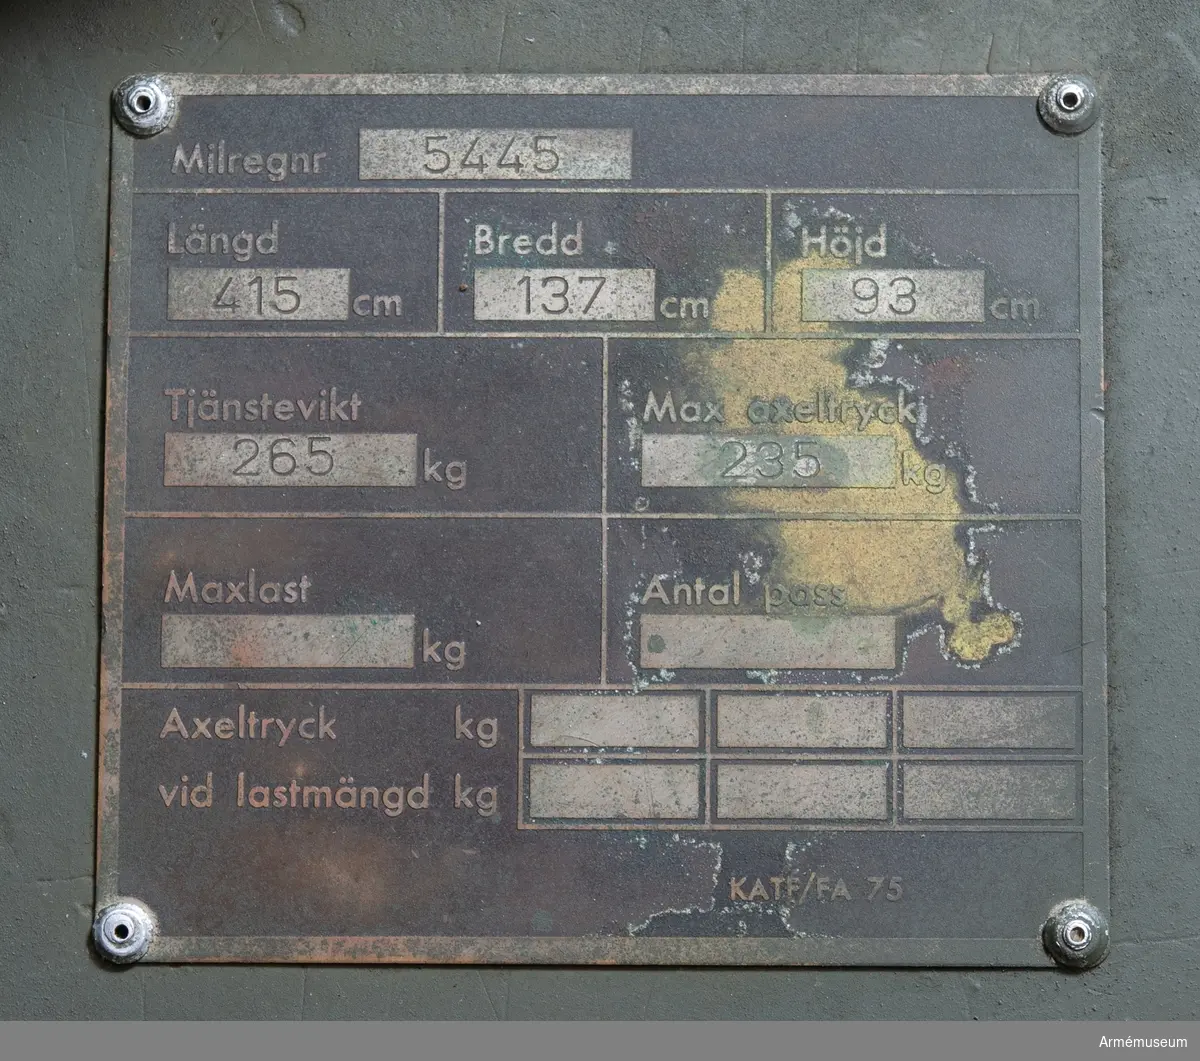 Milregnr 5445
Längd Bredd Höjd
415 cm 137 cm 93 cm
Tjänstevikt Max axeltryck
265 kg 235 kg
Maxlast Antal pass
kg
Axeltryck kg
vid lastmängd kg
KATF/FA 75
Armémuseum